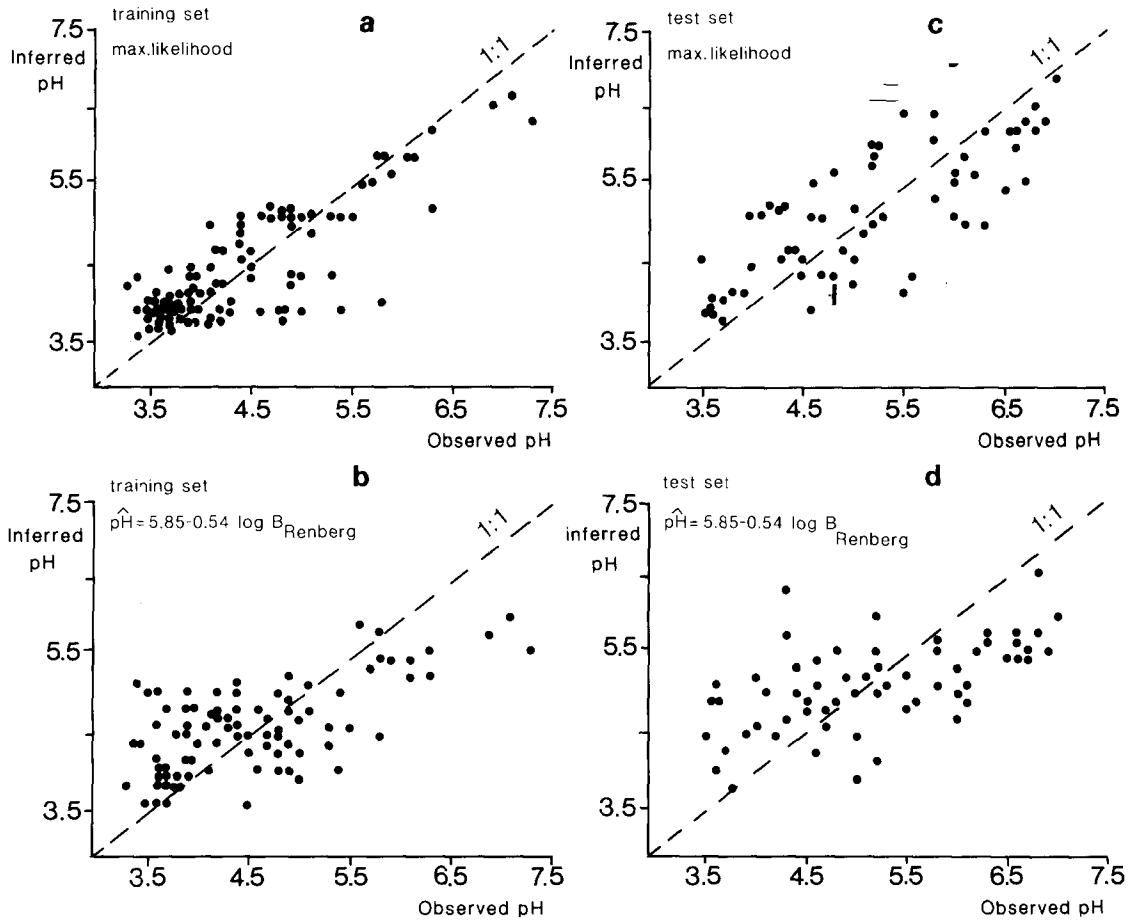 a
training set
max.likelihood
7.5
Inferred
pH
5.5
3.5
1:1
3.5 4.5 5.5 6.5 7.5
Observed pH
c
test set
max.likelihood
7.5
Inferred
pH
5.5
3.5
1:1
3.5 4.5 5.5 6.5 7.5
Observed pH
b
training set
p̂H = 5.85-0.54 log B Renberg
7.5
Inferred
pH
5.5
3.5
1:1
3.5 4.5 5.5 6.5 7.5
Observed pH
d
test set
p̂H = 5.85-0.54 log B Renberg
7.5
inferred
pH
5.5
3.5
1:1
3.5 4.5 5.5 6.5 7.5
Observed pH